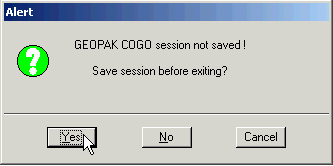 Alert
GEOPAK COGO session not saved !
Save session before exiting?
Yes No Cancel